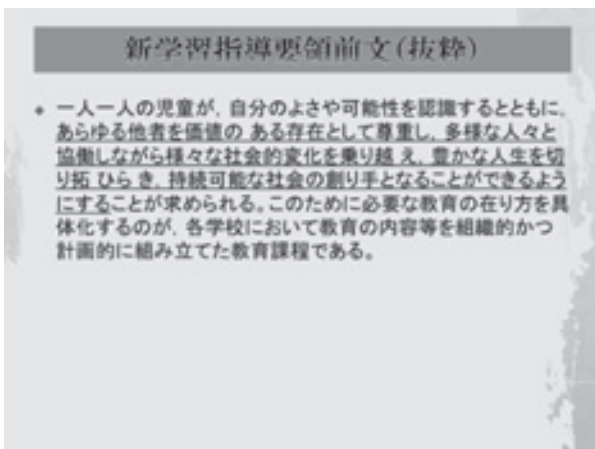 新学習指導要領前文(抜粋)
一人一人の児童が, 自分のよさや可能性を認識するとともに,
あらゆる他者を価値の ある存在として尊重し, 多様な人々と
協働しながら様々な社会的変化を乗り越 え, 豊かな人生を切
り拓 ひら き, 持続可能な社会の創り手となることができるよう
にすることが求められる。このために必要な教育の在り方を具
体化するのが, 各学校において教育の内容等を組織的かつ
計画的に組み立てた教育課程である。